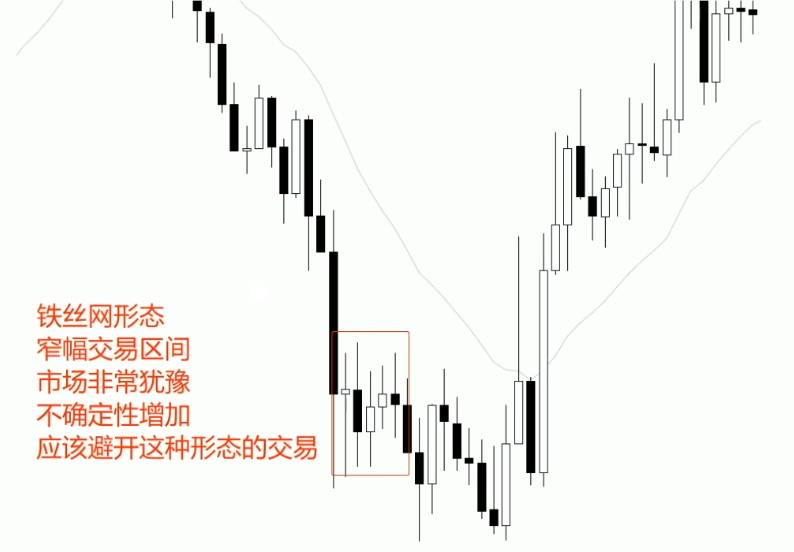 铁丝网形态
窄幅交易区间
市场非常犹豫
不确定性增加
应该避开这种形态的交易